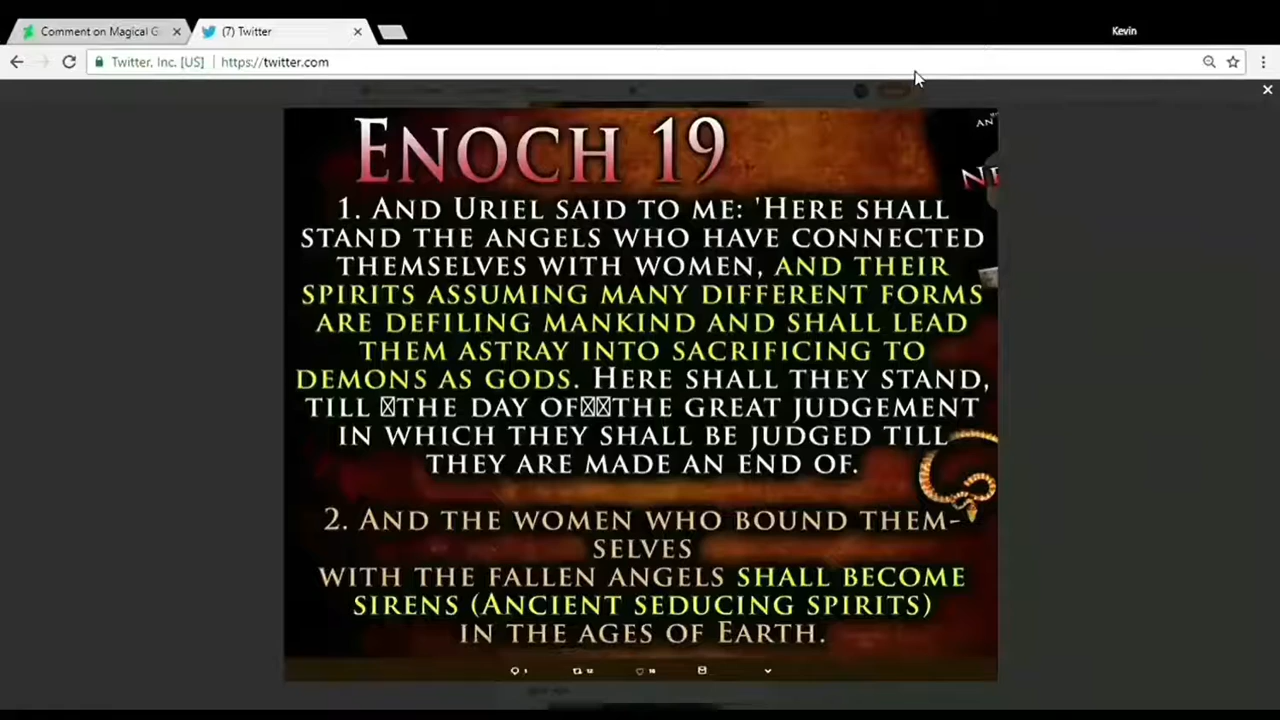 Comment on Magical G
(7) Twitter
Kevin
Twitter, Inc. [US]
https://twitter.com
ENOCH 19
AN
NE
1. AND URIEL SAID TO ME: 'HERE SHALL
STAND THE ANGELS WHO HAVE CONNECTED
THEMSELVES WITH WOMEN, AND THEIR
SPIRITS ASSUMING MANY DIFFERENT FORMS
ARE DEFILING MANKIND AND SHALL LEAD
THEM ASTRAY INTO SACRIFICING TO
DEMONS AS GODS. HERE SHALL THEY STAND,
TILL THE DAY OF THE GREAT JUDGEMENT
IN WHICH THEY SHALL BE JUDGED TILL
THEY ARE MADE AN END OF.
2. AND THE WOMEN WHO BOUND THEM-
SELVES
WITH THE FALLEN ANGELS SHALL BECOME
SIRENS (ANCIENT SEDUCING SPIRITS)
IN THE AGES OF EARTH.